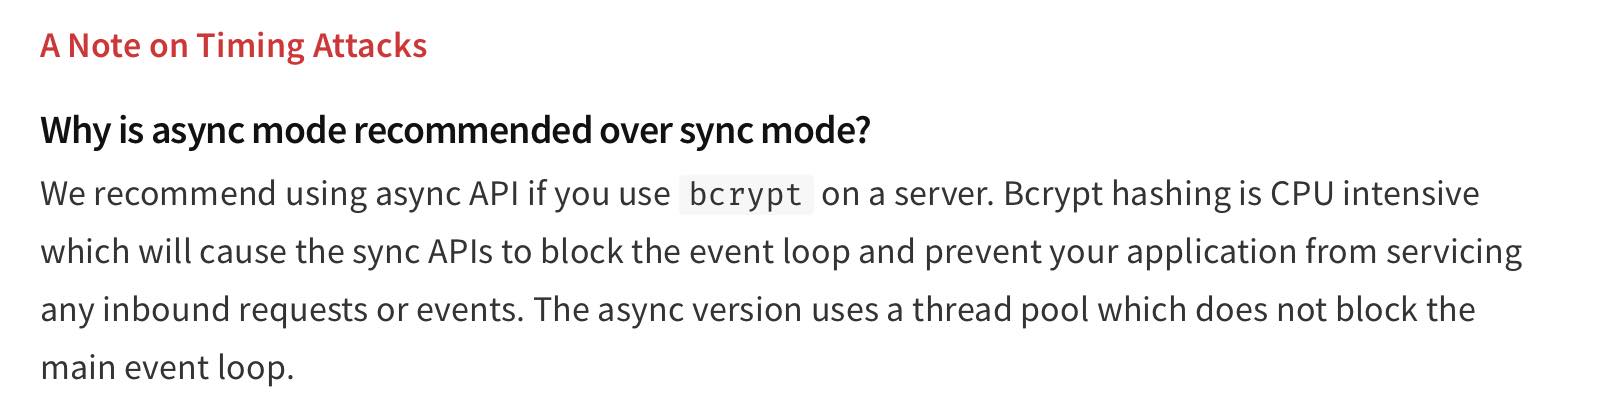 A Note on Timing Attacks
Why is async mode recommended over sync mode?
We recommend using async API if you use bcrypt on a server. Bcrypt hashing is CPU intensive
which will cause the sync APIs to block the event loop and prevent your application from servicing
any inbound requests or events. The async version uses a thread pool which does not block the
main event loop.